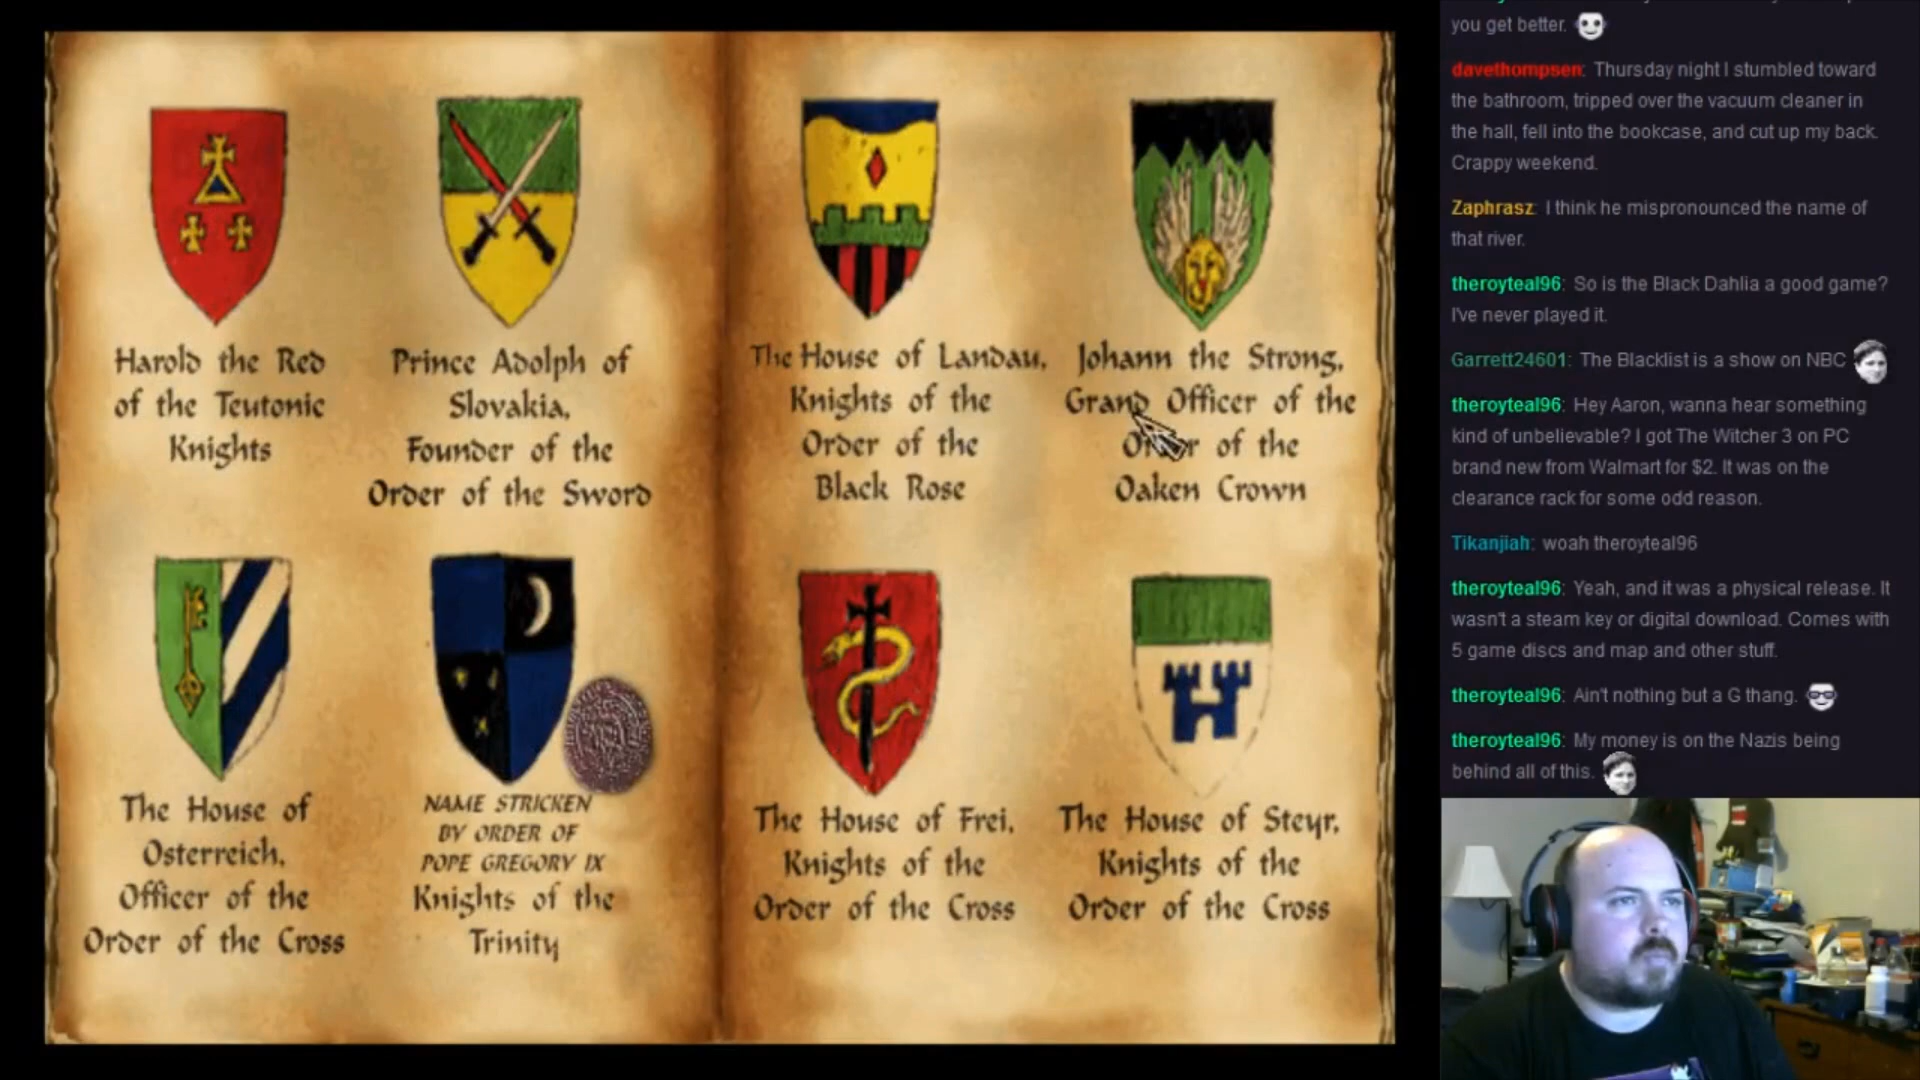 Harold the Red
of the Teutonic
Knights
Prince Adolph of
Slovakia,
Founder of the
Order of the Sword
The House of Landau,
Knights of the
Order of the
Black Rose
Johann the Strong,
Grand Officer of the
Order of the
Oaken Crown
The House of
Osterreich,
Officer of the
Order of the Cross
NAME STRICKEN
BY ORDER OF
POPE GREGORY IX
Knights of the
Trinity
The House of Frei,
Knights of the
Order of the Cross
The House of Steyr,
Knights of the
Order of the Cross
you get better.
davethompsen: Thursday night I stumbled toward
the bathroom, tripped over the vacuum cleaner in
the hall, fell into the bookcase, and cut up my back.
Crappy weekend.
Zaphrasz: I think he mispronounced the name of
that river.
theroyteal96: So is the Black Dahlia a good game?
I've never played it.
Garrett24601: The Blacklist is a show on NBC
theroyteal96: Hey Aaron, wanna hear something
kind of unbelievable? I got The Witcher 3 on PC
brand new from Walmart for $2. It was on the
clearance rack for some odd reason.
Tikanjiah: woah theroyteal96
theroyteal96: Yeah, and it was a physical release. It
wasn't a steam key or digital download. Comes with
5 game discs and map and other stuff.
theroyteal96: Ain't nothing but a G thang.
theroyteal96: My money is on the Nazis being
behind all of this.